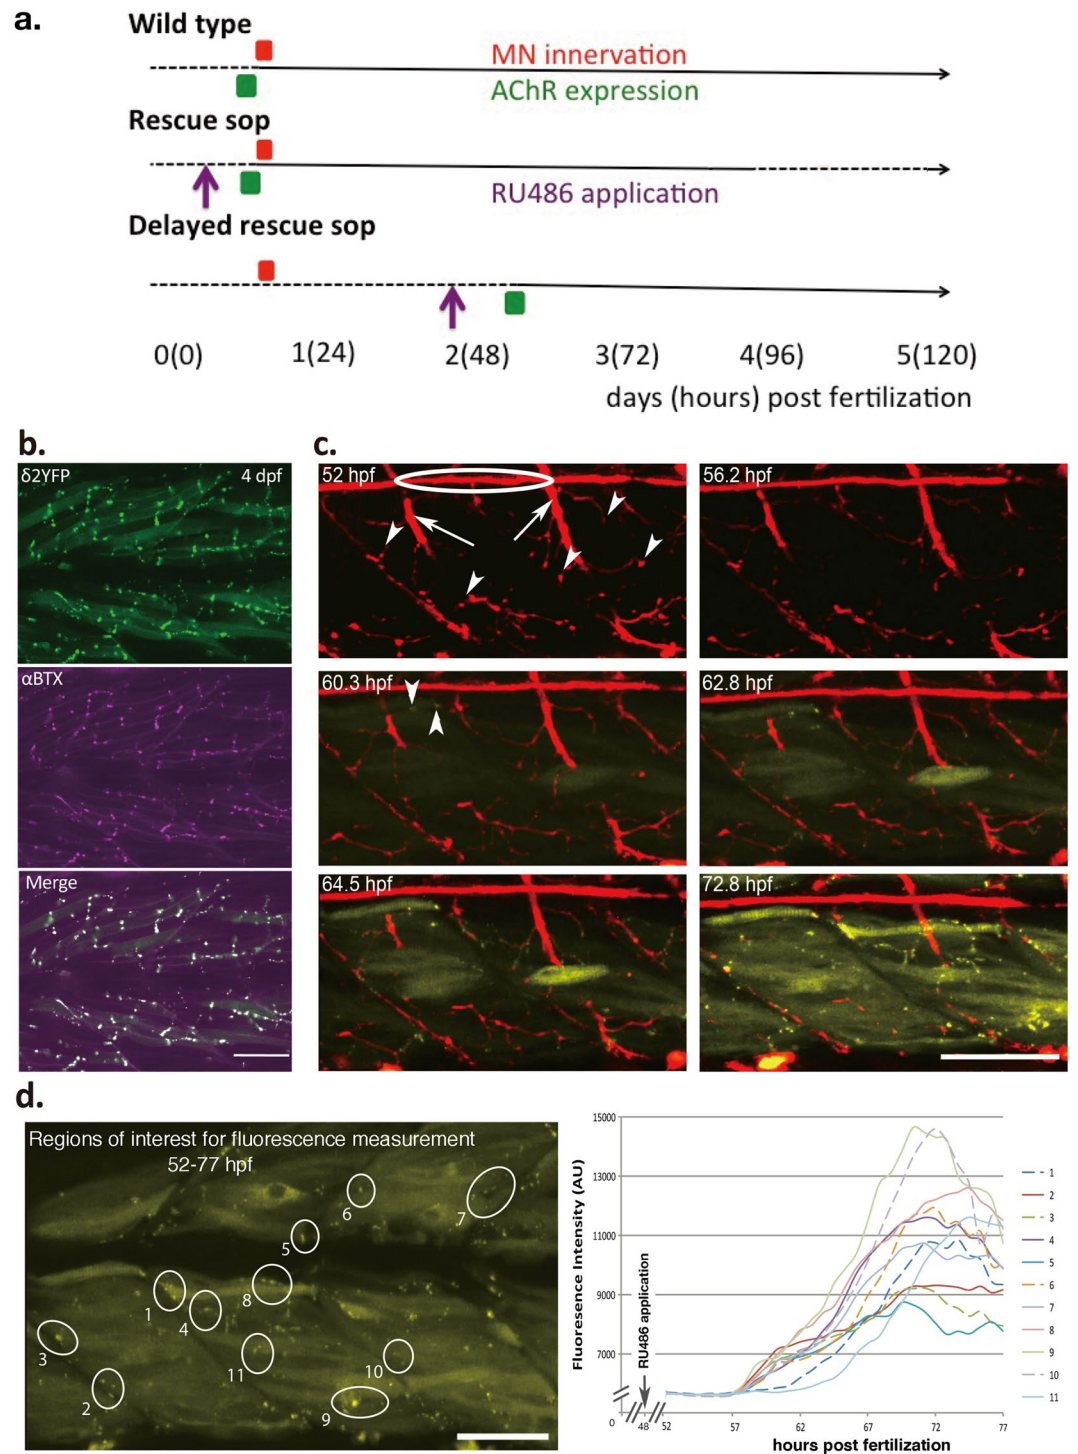 a.
Wild type
MN innervation
AChR expression
Rescue sop
RU486 application
Delayed rescue sop
0(0) 1(24) 2(48) 3(72) 4(96) 5(120)
days (hours) post fertilization
b.
δ2YFP 4 dpf
αBTX
Merge
c.
52 hpf
56.2 hpf
60.3 hpf
62.8 hpf
64.5 hpf
72.8 hpf
d.
Regions of interest for fluorescence measurement
52-77 hpf
1
2
3
4
5
6
7
8
9
10
11
Fluoresence Intensity (AU)
15000
13000
11000
9000
7000
0
RU486 application
48 52 57 62 67 72 77
hours post fertilization
1
2
3
4
5
6
7
8
9
10
11